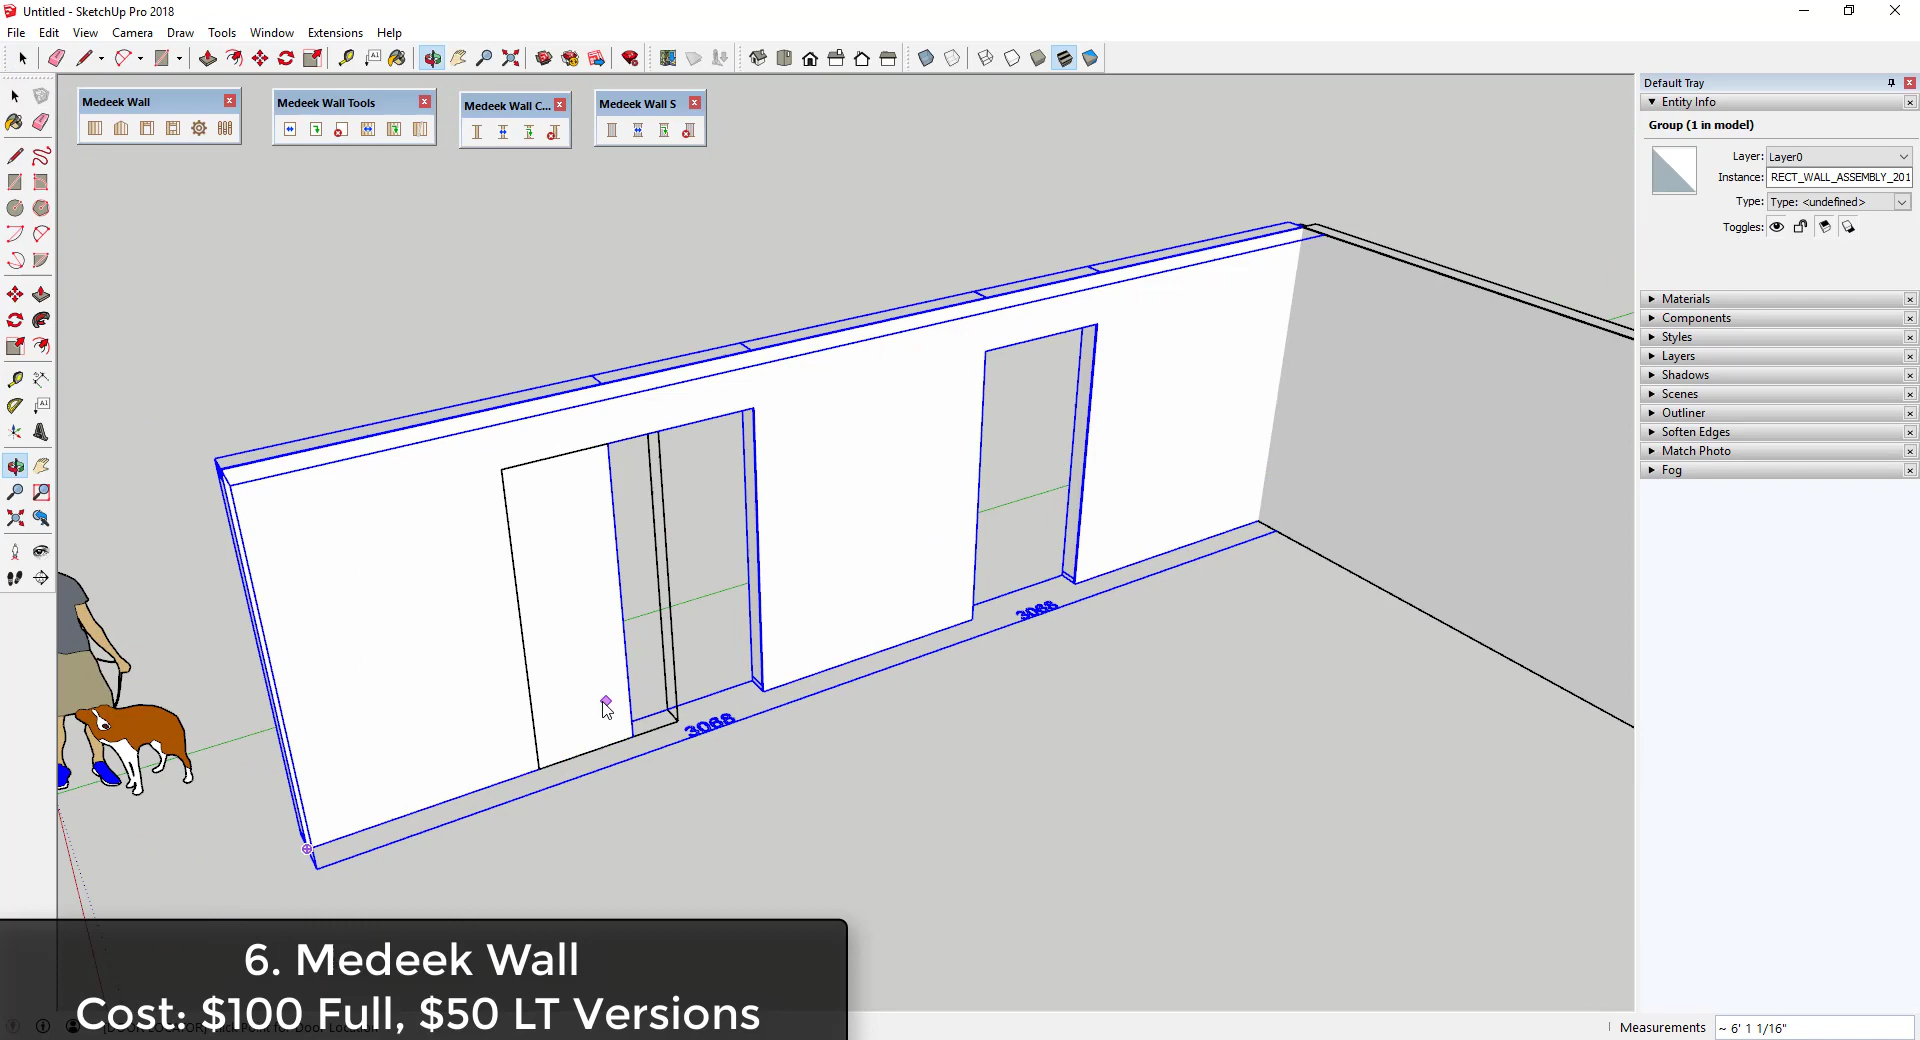 Untitled - SketchUp Pro 2018
File Edit View Camera Draw Tools Window Extensions Help
Medeek Wall
Medeek Wall Tools
Medeek Wall C...
Medeek Wall S
Default Tray
Entity Info
Group (1 in model)
Layer: Layer0
Instance: RECT_WALL_ASSEMBLY_201
Type: Type: <undefined>
Toggles:
Materials
Components
Styles
Layers
Shadows
Scenes
Outliner
Soften Edges
Match Photo
Fog
A1
A1
3068
3068
6. Medeek Wall
Cost: $100 Full, $50 LT Versions
Measurements ~ 6' 1 1/16"